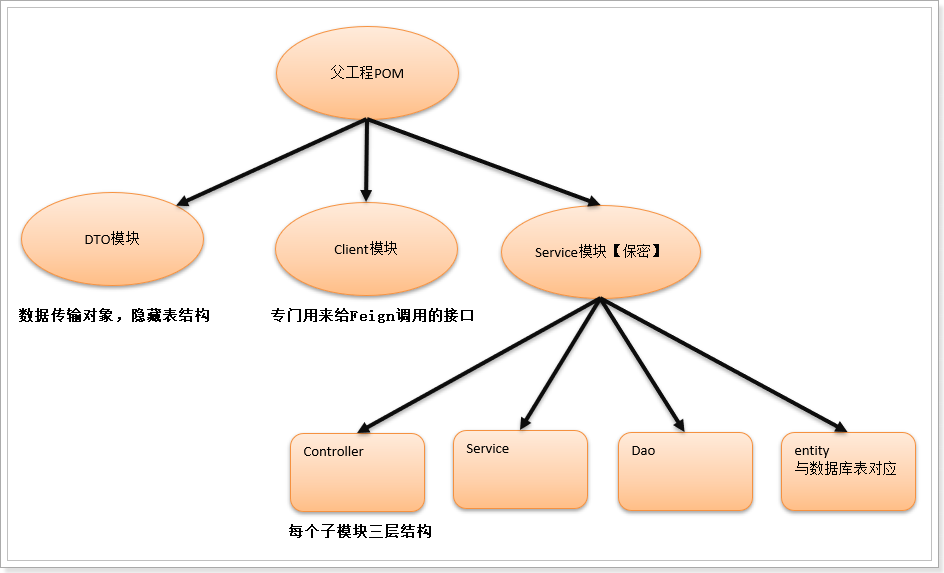 父工程POM
DTO模块
Client模块
Service模块【保密】
数据传输对象，隐藏表结构
专门用来给Feign调用的接口
Controller
Service
Dao
entity
与数据库表对应
每个子模块三层结构